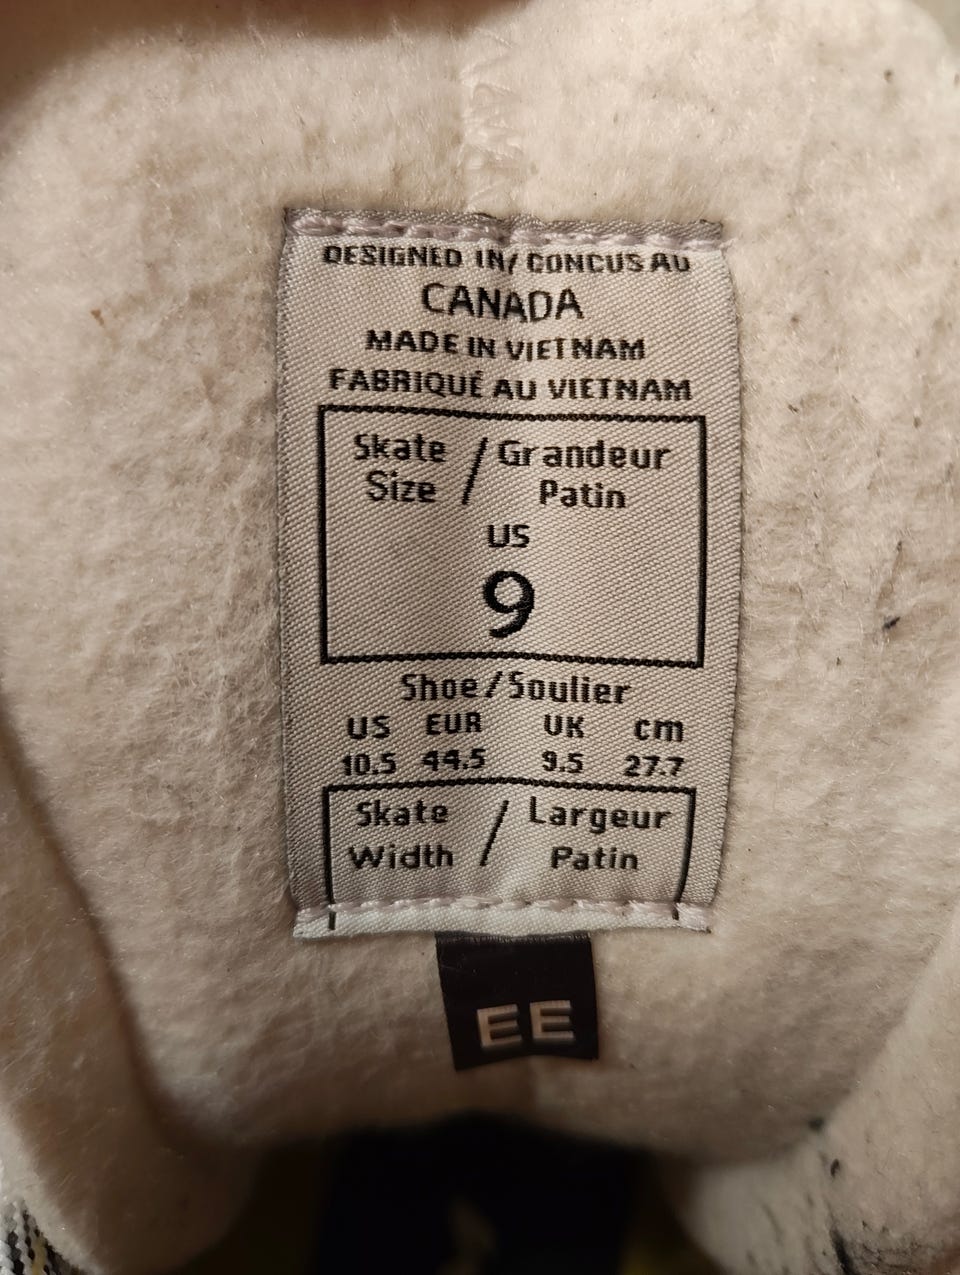 DESIGNED IN/ CONCUS AU
CANADA
MADE IN VIETNAM
FABRIQUÉ AU VIETNAM
Skate / Grandeur
Size Patin
US
9
Shoe/Soulier
US EUR UK cm
10.5 44.5 9.5 27.7
Skate / Largeur
Width Patin
EE